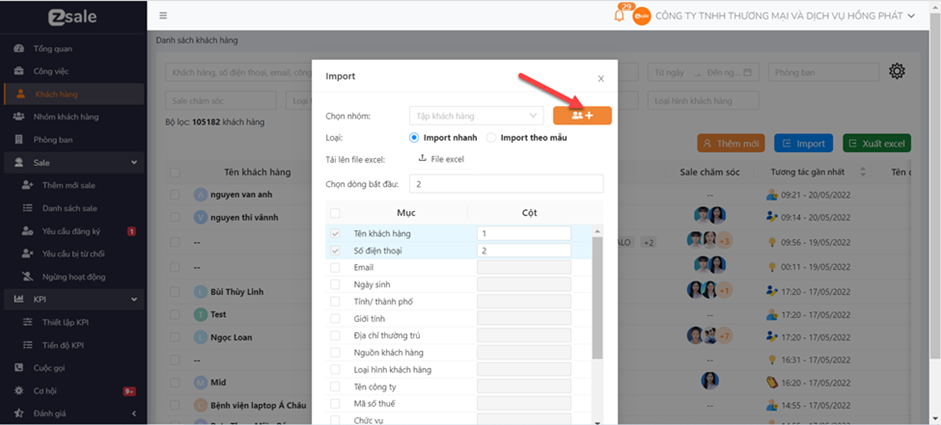 Zsale
29
CÔNG TY TNHH THƯƠNG MẠI VÀ DỊCH VỤ HỒNG PHÁT
Tổng quan
Công việc
Khách hàng
Nhóm khách hàng
Phòng ban
Sale
Thêm mới sale
Danh sách sale
Yêu cầu đăng ký 1
Yêu cầu bị từ chối
Ngừng hoạt động
KPI
Thiết lập KPI
Tiến độ KPI
Cuộc gọi
Cơ hội 9+
Đánh giá
Danh sách khách hàng
Khách hàng, số điện thoại, email, công
Từ ngày → Đến ng...
Phòng ban
Sale chăm sóc
Loại
Loại hình khách hàng
Bộ lọc: 105182 khách hàng
Thêm mới
Import
Xuất excel
Tên khách hàng
Sale chăm sóc
Tương tác gần nhất
Tên c
A nguyen van anh
-- 09:21 - 20/05/2022
V nguyen thi vánnh
09:14 - 20/05/2022
--
ALO +2
+3
09:56 - 19/05/2022
--
00:11 - 19/05/2022
L Bùi Thùy Linh
+1
17:20 - 17/05/2022
T Test
-- 17:20 - 17/05/2022
L Ngọc Loan
+2
17:20 - 17/05/2022
--
-- 16:31 - 17/05/2022
M Mid
16:20 - 17/05/2022
C Bệnh viện laptop Á Châu
-- 14:55 - 17/05/2022
14:55 - 17/05/2022
Import
x
Chọn nhóm:
Tập khách hàng
Loại:
Import nhanh
Import theo mẫu
Tải lên file excel:
File excel
Chọn dòng bắt đầu:
2
Mục
Cột
Tên khách hàng
1
Số điện thoại
2
Email
Ngày sinh
Tỉnh/ thành phố
Giới tính
Địa chỉ thường trú
Nguồn khách hàng
Loại hình khách hàng
Tên công ty
Mã số thuế
Chức vụ